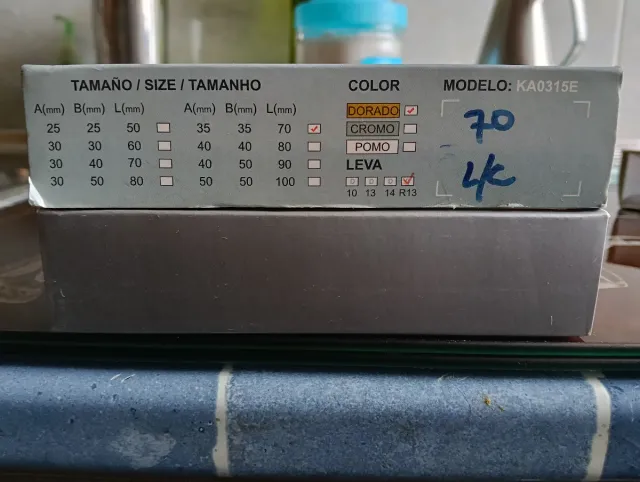 TAMAÑO / SIZE / TAMANHO COLOR MODELO: KA0315E
A(mm) B(mm) L(mm) A(mm) B(mm) L(mm) DORADO
25 25 50 35 35 70 CROMO
30 30 60 40 40 80 POMO
30 40 70 40 50 90 LEVA
30 50 80 50 50 100
10 13 14 R13
70
L/C